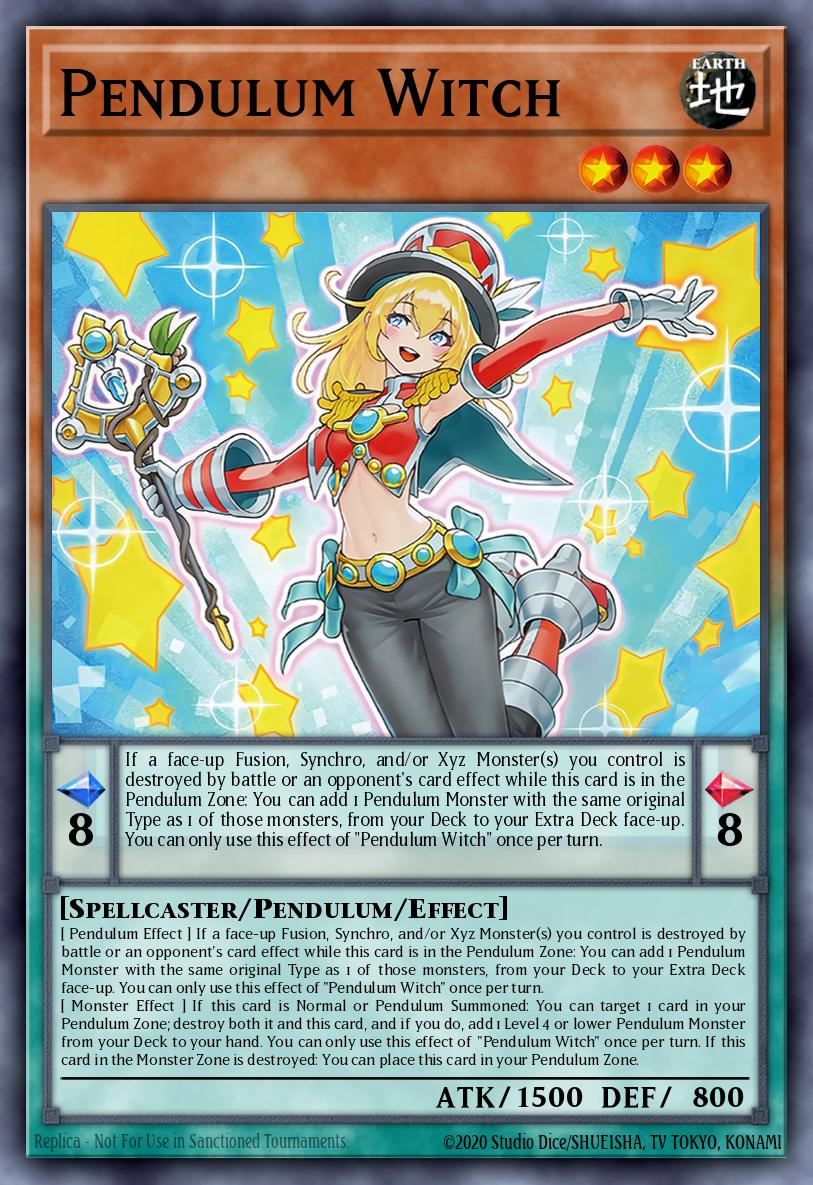 Pendulum Witch
EARTH
地
If a face-up Fusion, Synchro, and/or Xyz Monster(s) you control is
destroyed by battle or an opponent's card effect while this card is in the
Pendulum Zone: You can add 1 Pendulum Monster with the same original
Type as 1 of those monsters, from your Deck to your Extra Deck face-up.
You can only use this effect of "Pendulum Witch" once per turn.
8
8
[Spellcaster/Pendulum/Effect]
[ Pendulum Effect ] If a face-up Fusion, Synchro, and/or Xyz Monster(s) you control is destroyed by
battle or an opponent's card effect while this card is in the Pendulum Zone: You can add 1 Pendulum
Monster with the same original Type as 1 of those monsters, from your Deck to your Extra Deck
face-up. You can only use this effect of "Pendulum Witch" once per turn.
[ Monster Effect ] If this card is Normal or Pendulum Summoned: You can target 1 card in your
Pendulum Zone; destroy both it and this card, and if you do, add 1 Level 4 or lower Pendulum Monster
from your Deck to your hand. You can only use this effect of "Pendulum Witch" once per turn. If this
card in the Monster Zone is destroyed: You can place this card in your Pendulum Zone.
ATK/1500 DEF/ 800
Replica - Not For Use in Sanctioned Tournaments.
©2020 Studio Dice/SHUEISHA, TV TOKYO, KONAMI